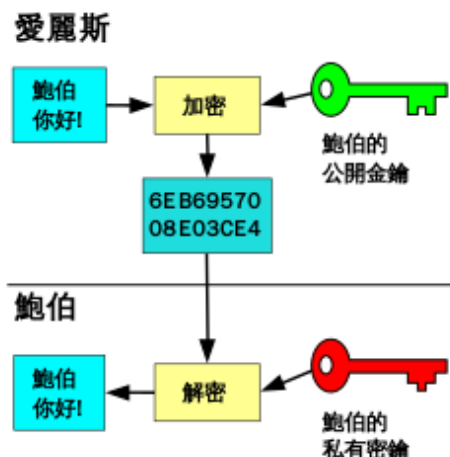 愛麗斯
鮑伯
你好!
加密
鮑伯的
公開金鑰
6EB69570
08E03CE4
鮑伯
鮑伯
你好!
解密
鮑伯的
私有密鑰